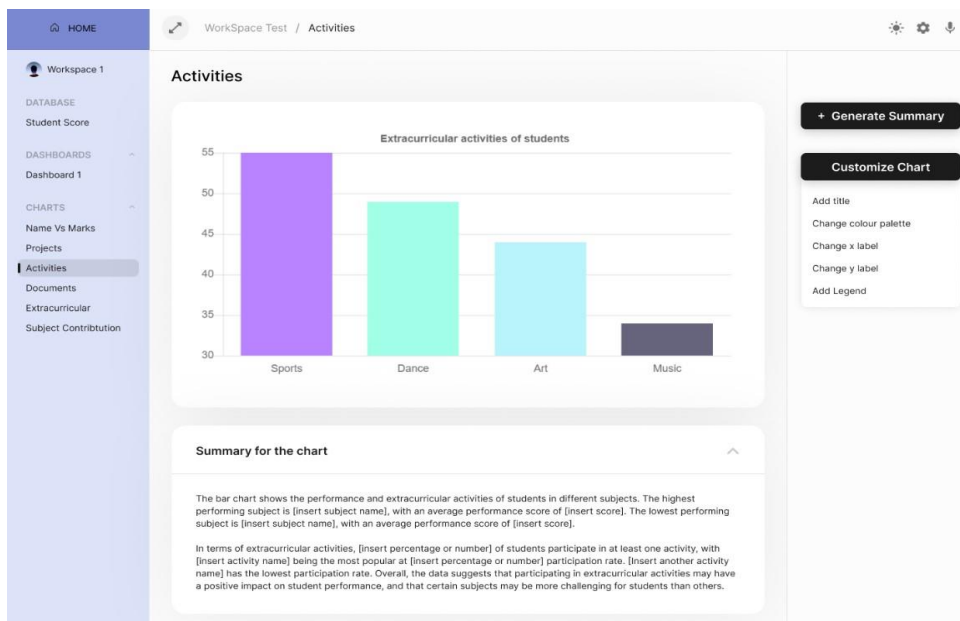 HOME
WorkSpace Test / Activities
Workspace 1
DATABASE
Student Score
DASHBOARDS
Dashboard 1
CHARTS
Name Vs Marks
Projects
Activities
Documents
Extracurricular
Subject Contribtution
Activities
Extracurricular activities of students
55
50
45
40
35
30
Sports Dance Art Music
Summary for the chart
The bar chart shows the performance and extracurricular activities of students in different subjects. The highest
performing subject is [insert subject name], with an average performance score of [insert score]. The lowest performing
subject is [insert subject name], with an average performance score of [insert score].
In terms of extracurricular activities, [insert percentage or number] of students participate in at least one activity, with
[insert activity name] being the most popular at [insert percentage or number] participation rate. [Insert another activity
name] has the lowest participation rate. Overall, the data suggests that participating in extracurricular activities may have
a positive impact on student performance, and that certain subjects may be more challenging for students than others.
+ Generate Summary
Customize Chart
Add title
Change colour palette
Change x label
Change y label
Add Legend